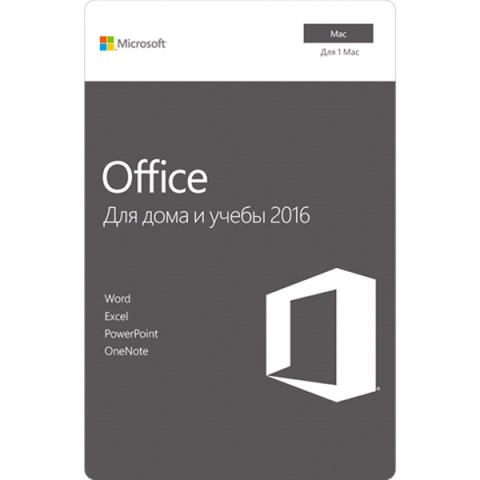 Microsoft
Mac
Для 1 Mac
Office
Для дома и учебы 2016
Word
Excel
PowerPoint
OneNote